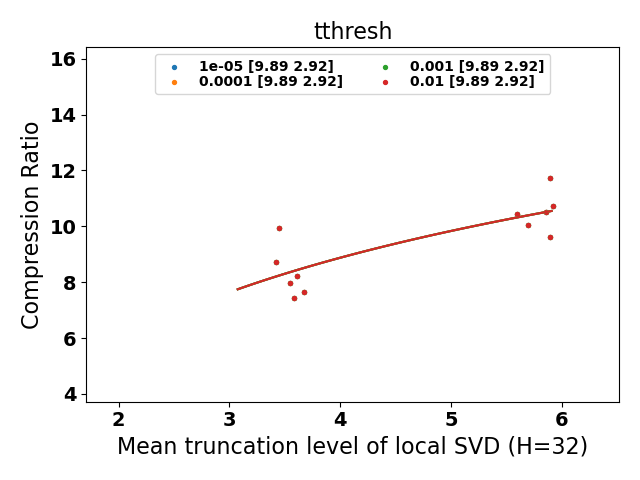 tthresh
1e-05 [9.89 2.92]
0.0001 [9.89 2.92]
0.001 [9.89 2.92]
0.01 [9.89 2.92]
Compression Ratio
16
14
12
10
8
6
4
2 3 4 5 6
Mean truncation level of local SVD (H=32)